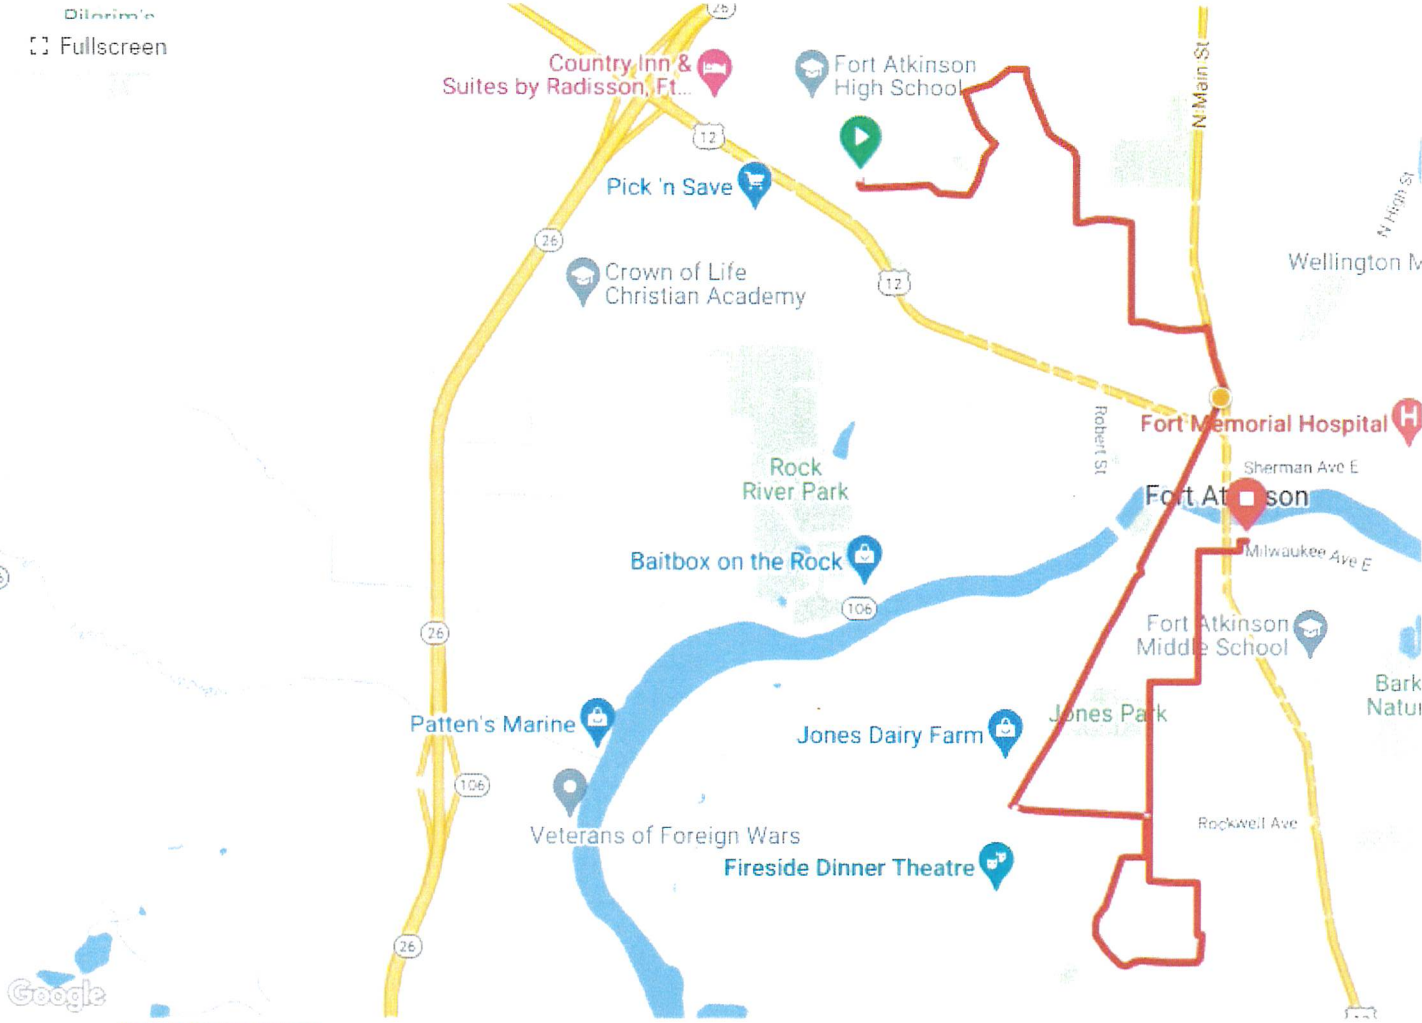 Pilgrim's
Fullscreen
26
Country Inn &
Suites by Radisson, Ft...
Fort Atkinson
High School
N Main St
12
Pick 'n Save
N High St
26
Crown of Life
Christian Academy
12
Wellington
Robert St
Fort Memorial Hospital
H
Rock
River Park
Sherman Ave E
Fort Atkinson
Baitbox on the Rock
Milwaukee Ave E
106
26
Fort Atkinson
Middle School
Patten's Marine
Jones Dairy Farm
Jones Park
Bark
Natur
106
Veterans of Foreign Wars
Rockwell Ave
Fireside Dinner Theatre
26
Google